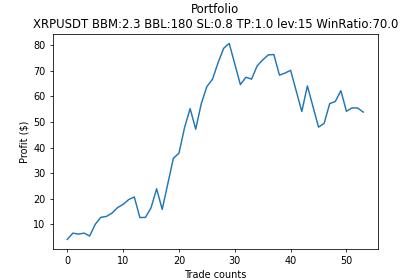 Portfolio
XRPUSDT BBM:2.3 BBL:180 SL:0.8 TP:1.0 lev:15 WinRatio:70.0
80
70
60
50
40
30
20
10
Profit ($)
0 10 20 30 40 50
Trade counts